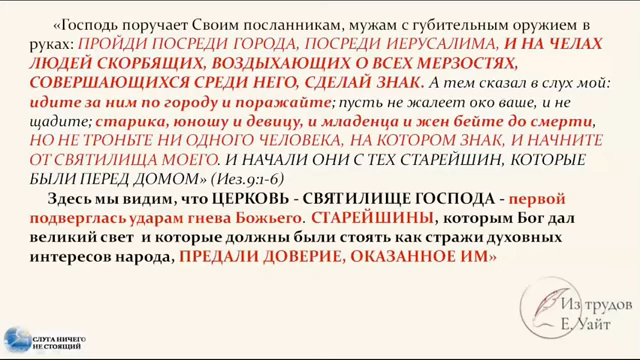 «Господь поручает Своим посланникам, мужам с губительным оружием в
руках: ПРОЙДИ ПОСРЕДИ ГОРОДА, ПОСРЕДИ ИЕРУСАЛИМА, И НА ЧЕЛАХ
ЛЮДЕЙ СКОРБЯЩИХ, ВОЗДЫХАЮЩИХ О ВСЕХ МЕРЗОСТЯХ,
СОВЕРШАЮЩИХСЯ СРЕДИ НЕГО, СДЕЛАЙ ЗНАК. А тем сказал в слух мой:
идите за ним по городу и поражайте; пусть не жалеет око ваше, и не
щадите; старика, юношу и девицу, и младенца и жен бейте до смерти,
НО НЕ ТРОНЬТЕ НИ ОДНОГО ЧЕЛОВЕКА, НА КОТОРОМ ЗНАК, И НАЧНИТЕ
ОТ СВЯТИЛИЩА МОЕГО. И НАЧАЛИ ОНИ С ТЕХ СТАРЕЙШИН, КОТОРЫЕ
БЫЛИ ПЕРЕД ДОМОМ» (Иез.9:1-6)
Здесь мы видим, что ЦЕРКОВЬ - СВЯТИЛИЩЕ ГОСПОДА - первой
подверглась ударам гнева Божьего. СТАРЕЙШИНЫ, которым Бог дал
великий свет и которые должны были стоять как стражи духовных
интересов народа, ПРЕДАЛИ ДОВЕРИЕ, ОКАЗАННОЕ ИМ»
Из трудов
Е. Уайт
СЛУГА НИЧЕГО
НЕ СТОЯЩИЙ